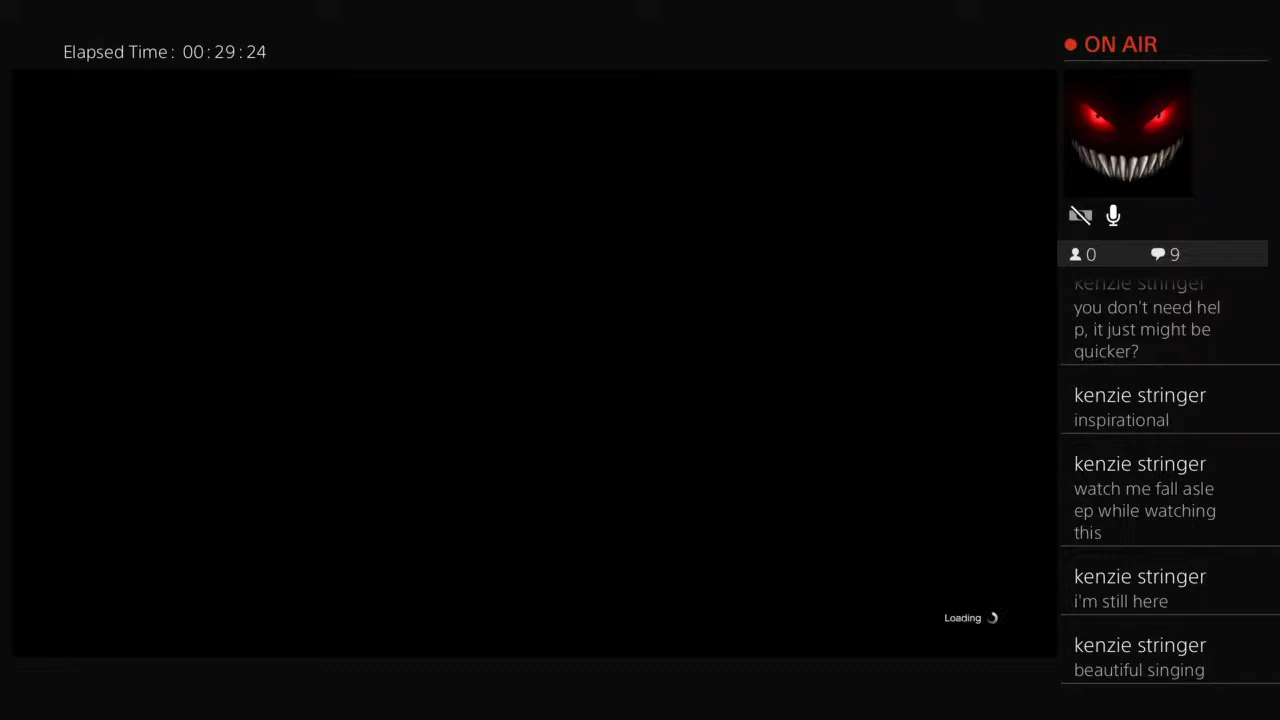 Elapsed Time: 00:29:24
ON AIR
0 9
kenzie stringer
you don't need hel
p, it just might be
quicker?
kenzie stringer
inspirational
kenzie stringer
watch me fall asle
ep while watching
this
kenzie stringer
i'm still here
kenzie stringer
beautiful singing
Loading